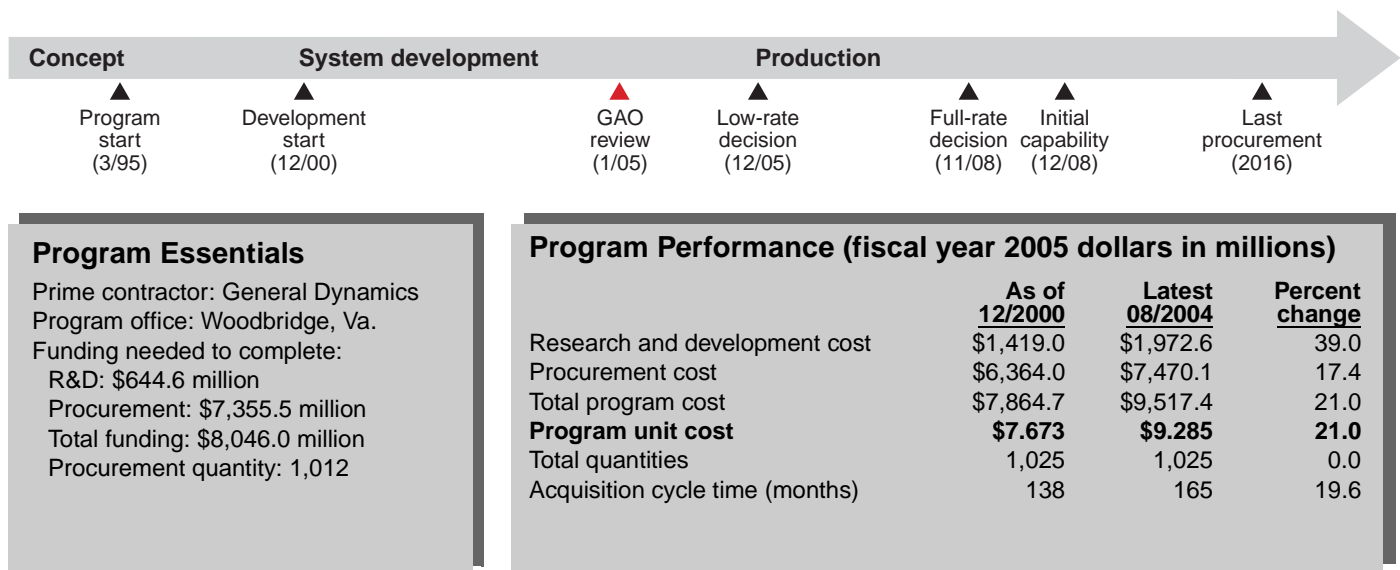 Concept System development Production
Program start (3/95)
Development start (12/00)
GAO review (1/05)
Low-rate decision (12/05)
Full-rate decision (11/08)
Initial capability (12/08)
Last procurement (2016)
Program Essentials
Prime contractor: General Dynamics
Program office: Woodbridge, Va.
Funding needed to complete:
R&D: $644.6 million
Procurement: $7,355.5 million
Total funding: $8,046.0 million
Procurement quantity: 1,012
Program Performance (fiscal year 2005 dollars in millions)
As of 12/2000 Latest 08/2004 Percent change
Research and development cost $1,419.0 $1,972.6 39.0
Procurement cost $6,364.0 $7,470.1 17.4
Total program cost $7,864.7 $9,517.4 21.0
Program unit cost $7.673 $9.285 21.0
Total quantities 1,025 1,025 0.0
Acquisition cycle time (months) 138 165 19.6